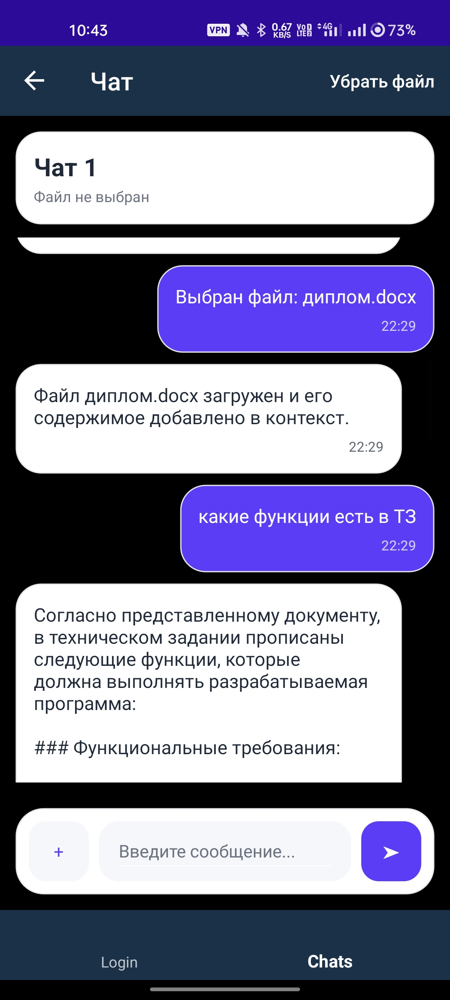 10:43
VPN 0.67 KB/S VoD LTE 2 4G 73%
Чат
Убрать файл
Чат 1
Файл не выбран
Выбран файл: диплом.docx
22:29
Файл диплом.docx загружен и его
содержимое добавлено в контекст.
22:29
какие функции есть в ТЗ
22:29
Согласно представленному документу,
в техническом задании прописаны
следующие функции, которые
должна выполнять разрабатываемая
программа:
### Функциональные требования:
+
Введите сообщение...
Login
Chats